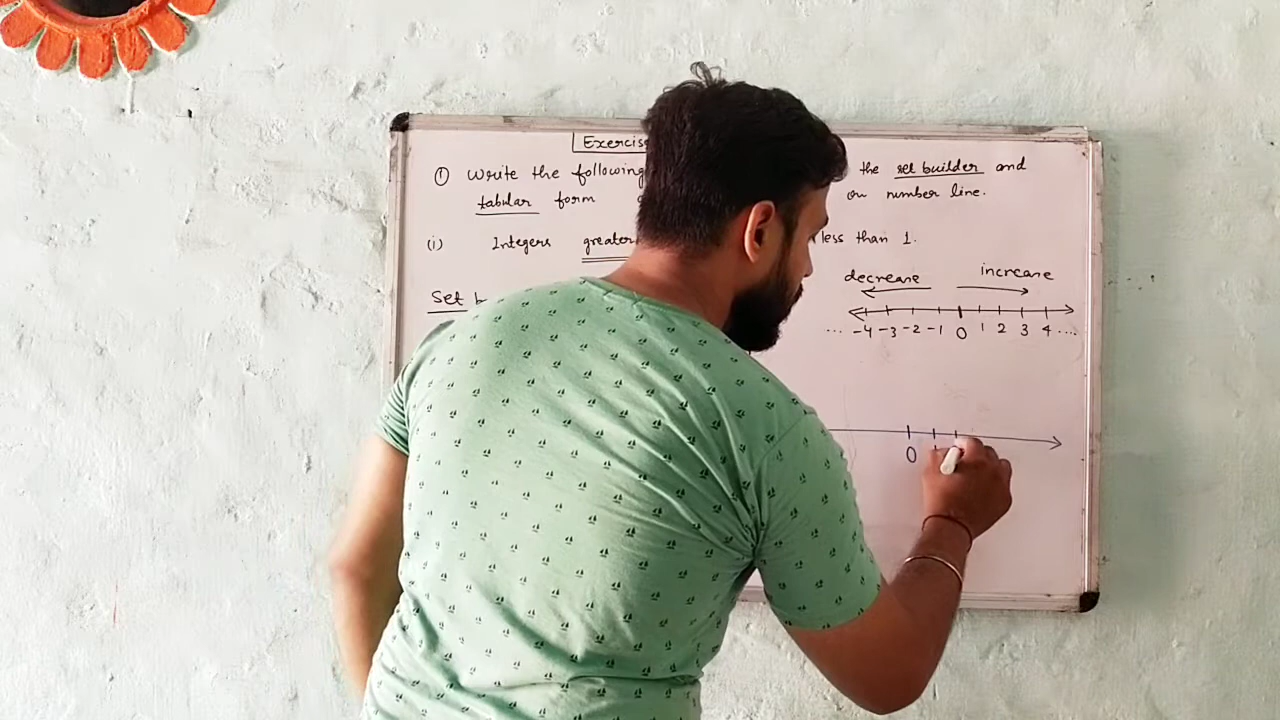 Exercise
① Write the following the set builder and
tabular form on number line.
(i) Integers greater less than 1.
decrease increase
Set
... -4 -3 -2 -1 0 1 2 3 4 ....
0 1